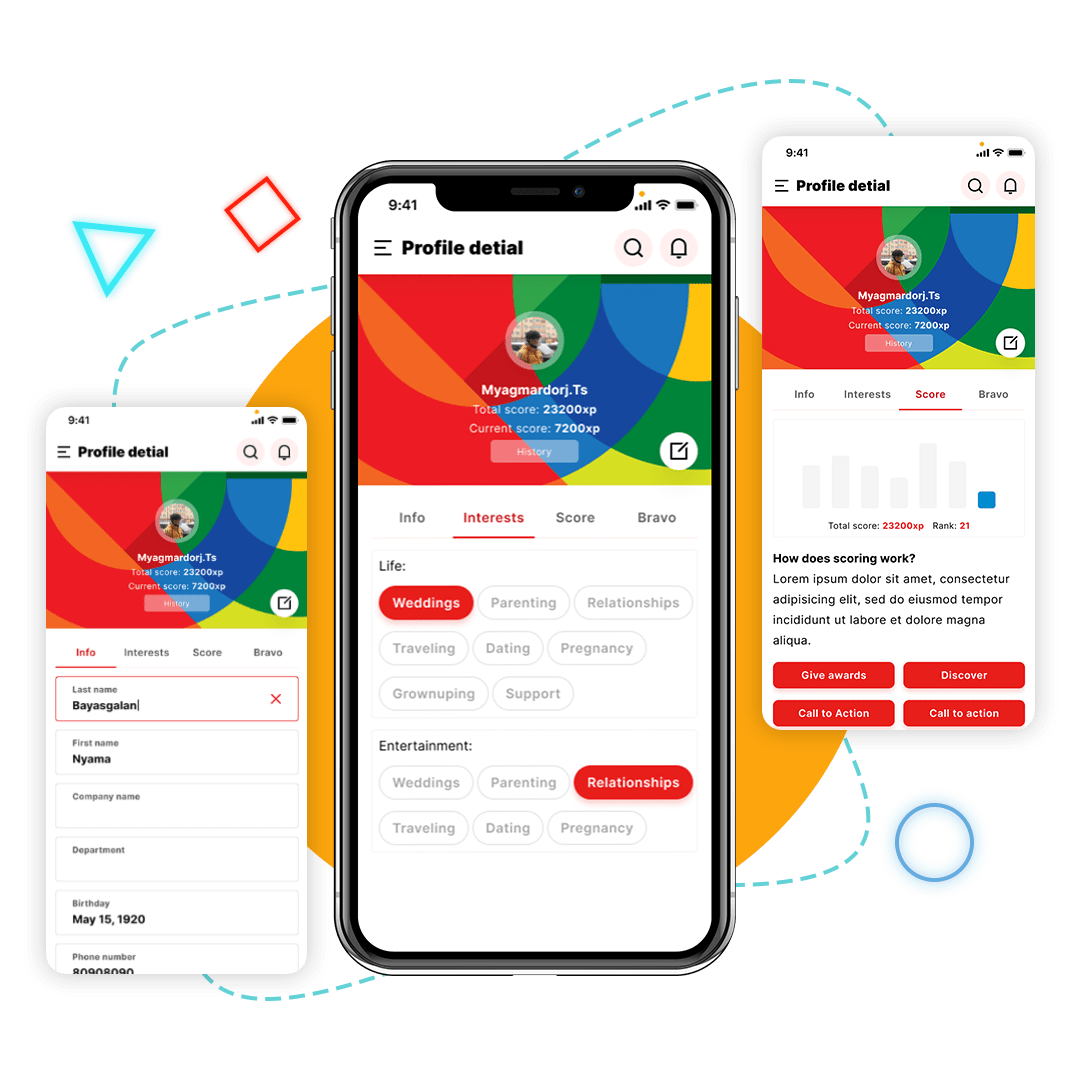 9:41
Profile detial
Myagmardorj.Ts
Total score: 23200xp
Current score: 7200xp
History
Info Interests Score Bravo
Last name
Bayasgalan
First name
Nyama
Company name
Department
Birthday
May 15, 1920
Phone number
80908090
9:41
Profile detial
Myagmardorj.Ts
Total score: 23200xp
Current score: 7200xp
History
Info Interests Score Bravo
Life:
Weddings Parenting Relationships
Traveling Dating Pregnancy
Grownuping Support
Entertainment:
Weddings Parenting Relationships
Traveling Dating Pregnancy
9:41
Profile detial
Myagmardorj.Ts
Total score: 23200xp
Current score: 7200xp
History
Info Interests Score Bravo
Total score: 23200xp Rank: 21
How does scoring work?
Lorem ipsum dolor sit amet, consectetur
adipisicing elit, sed do eiusmod tempor
incididunt ut labore et dolore magna
aliqua.
Give awards Discover
Call to Action Call to action